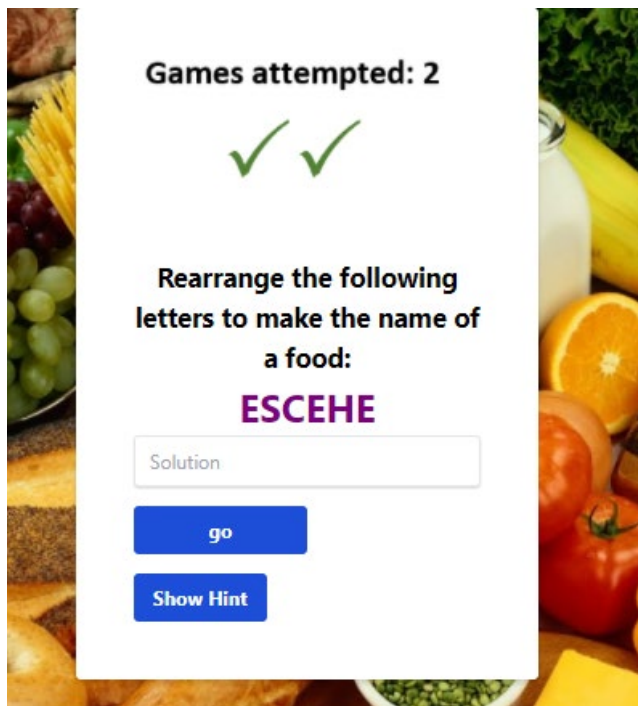 Games attempted: 2
Rearrange the following
letters to make the name of
a food:
ESCEHE
Solution
go
Show Hint